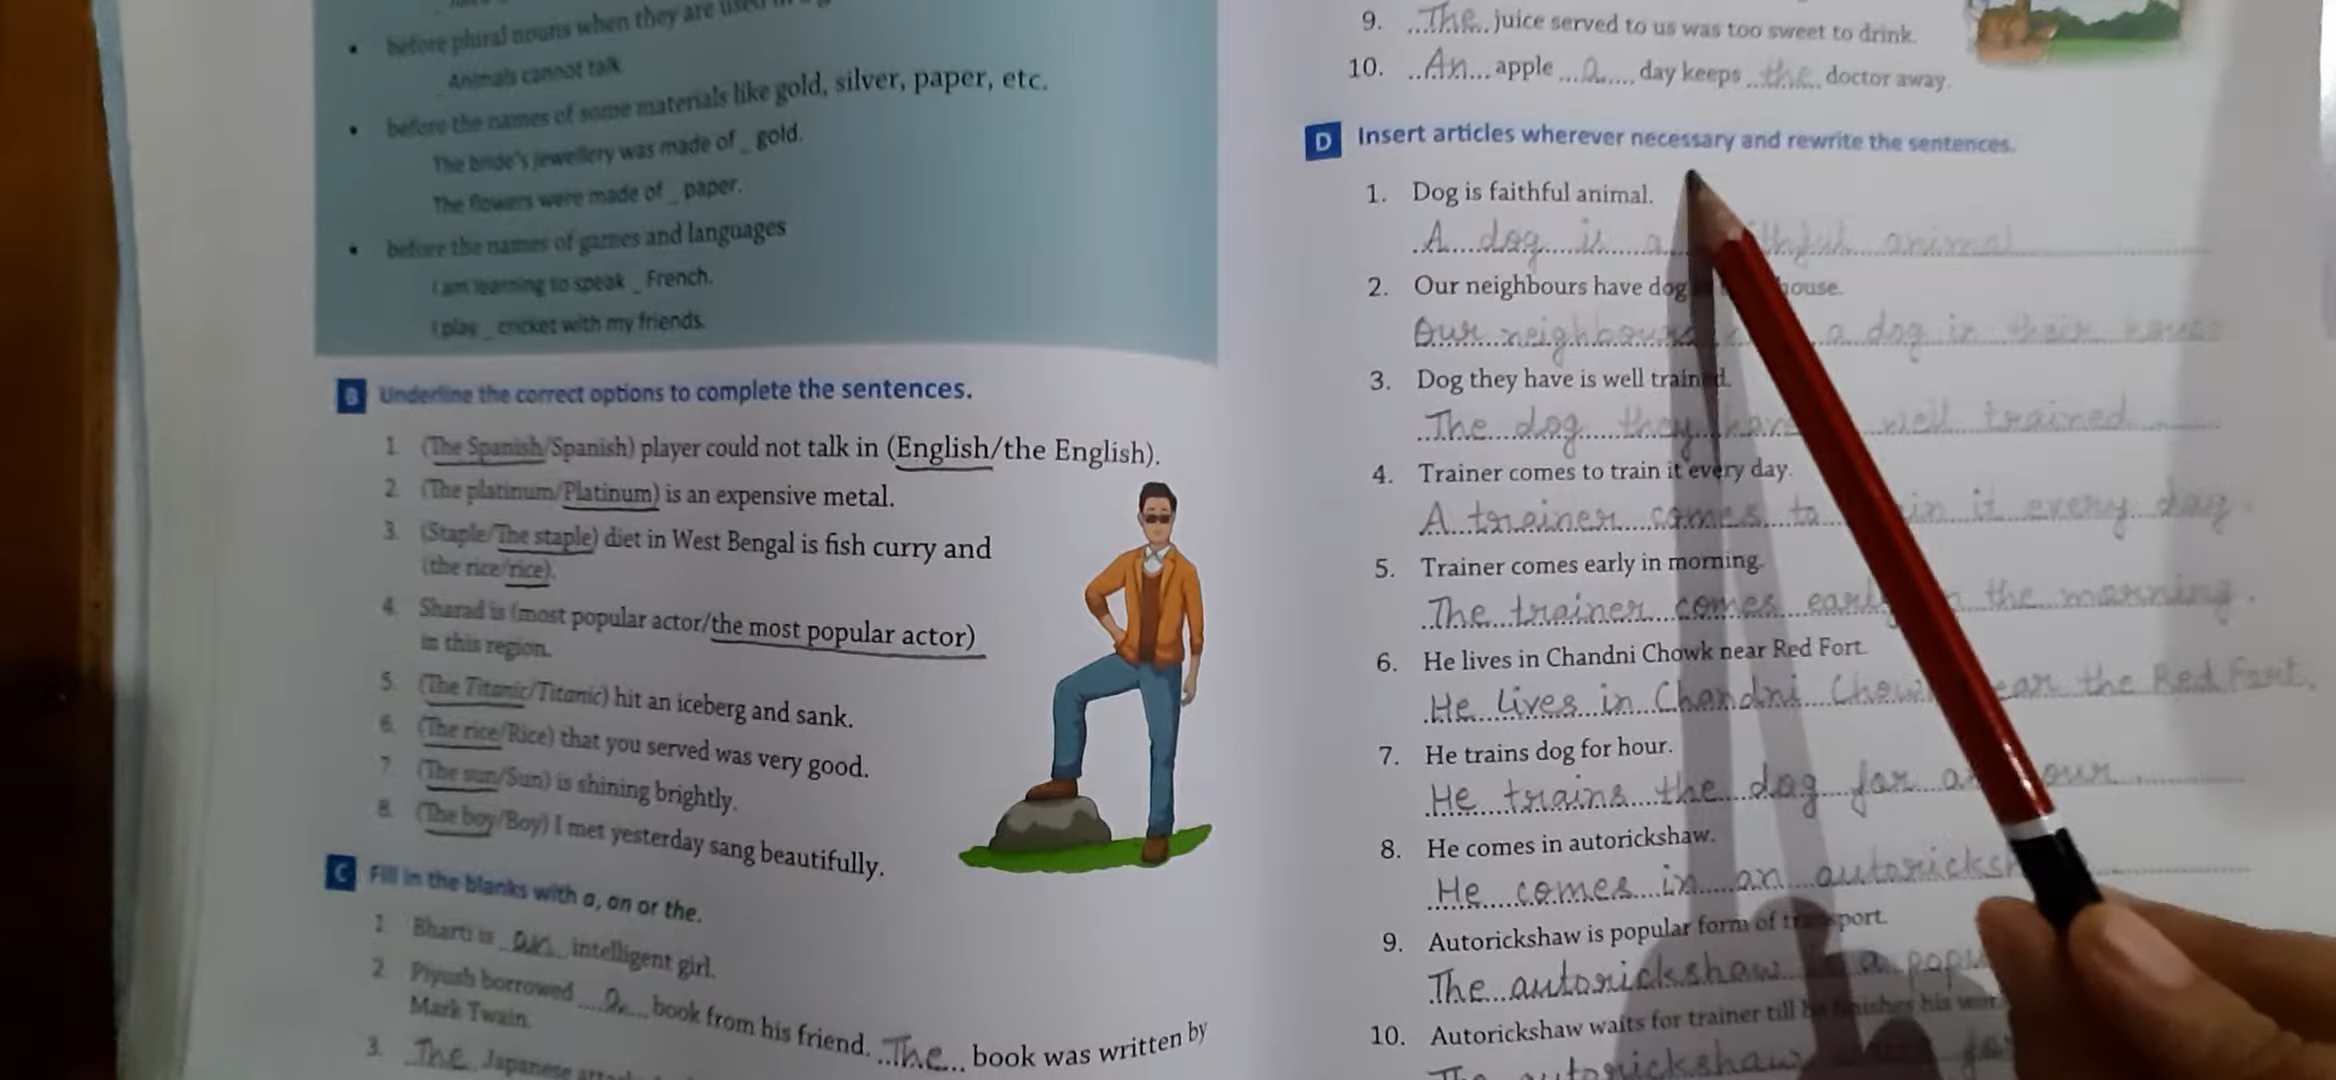 before plural nouns when they are used in
Animals cannot talk.
before the names of some materials like gold, silver, paper, etc.
The bride's jewellery was made of _ gold.
The flowers were made of _ paper.
before the names of games and languages
I am learning to speak _ French.
I play _ cricket with my friends.
B Underline the correct options to complete the sentences.
1. (The Spanish/Spanish) player could not talk in (English/the English).
2. (The platinum/Platinum) is an expensive metal.
3. (Staple/The staple) diet in West Bengal is fish curry and
(the rice/rice).
4. Sharad is (most popular actor/the most popular actor)
in this region.
5. (The Titanic/Titanic) hit an iceberg and sank.
6. (The rice/Rice) that you served was very good.
7. (The sun/Sun) is shining brightly.
8. (The boy/Boy) I met yesterday sang beautifully.
C Fill in the blanks with a, an or the.
1. Bharti is an intelligent girl.
2. Piyush borrowed a book from his friend. The book was written by
Mark Twain.
3. The Japanese
9. The juice served to us was too sweet to drink.
10. An apple a day keeps the doctor away.
D Insert articles wherever necessary and rewrite the sentences.
1. Dog is faithful animal.
A dog is a animal
2. Our neighbours have dog house.
Our neighbours a dog in their house
3. Dog they have is well trained.
The dog they have well trained
4. Trainer comes to train it every day.
A trainer comes to it every day.
5. Trainer comes early in morning.
The trainer comes early the morning.
6. He lives in Chandni Chowk near Red Fort.
He lives in Chandni the Red Fort.
7. He trains dog for hour.
He trains the dog for
8. He comes in autorickshaw.
He comes in an
9. Autorickshaw is popular form of transport.
The autorickshaw a
10. Autorickshaw waits for trainer till he finishes his
autorickshaw